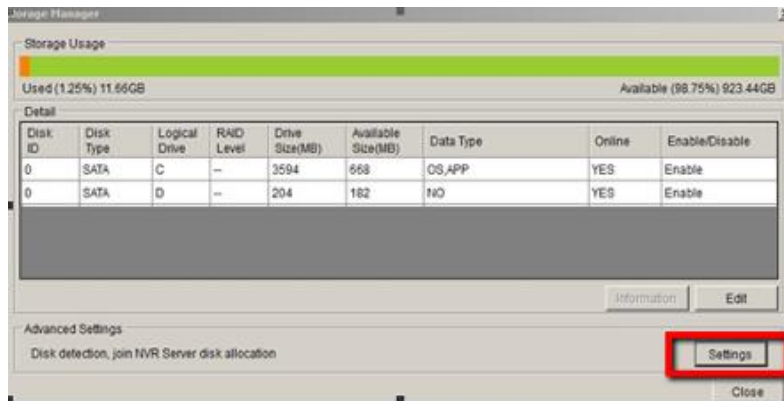 Storage Manager
Storage Usage
Used (1.25%) 11.66GB Available (98.75%) 923.44GB
Detail
Disk ID Disk Type Logical Drive RAID Level Drive Size(MB) Available Size(MB) Data Type Online Enable/Disable
0 SATA C -- 3594 668 OS,APP YES Enable
0 SATA D -- 204 182 NO YES Enable
Information Edit
Advanced Settings
Disk detection, join NVR Server disk allocation
Settings
Close